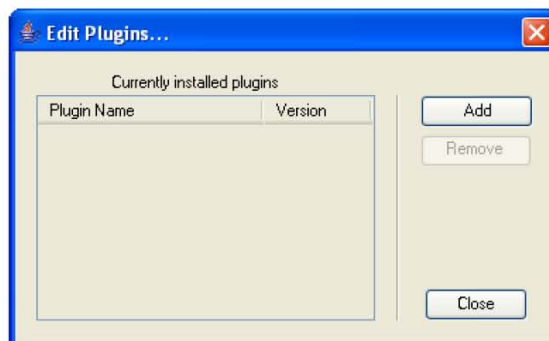 Edit Plugins...
Currently installed plugins
Plugin Name Version
Add
Remove
Close